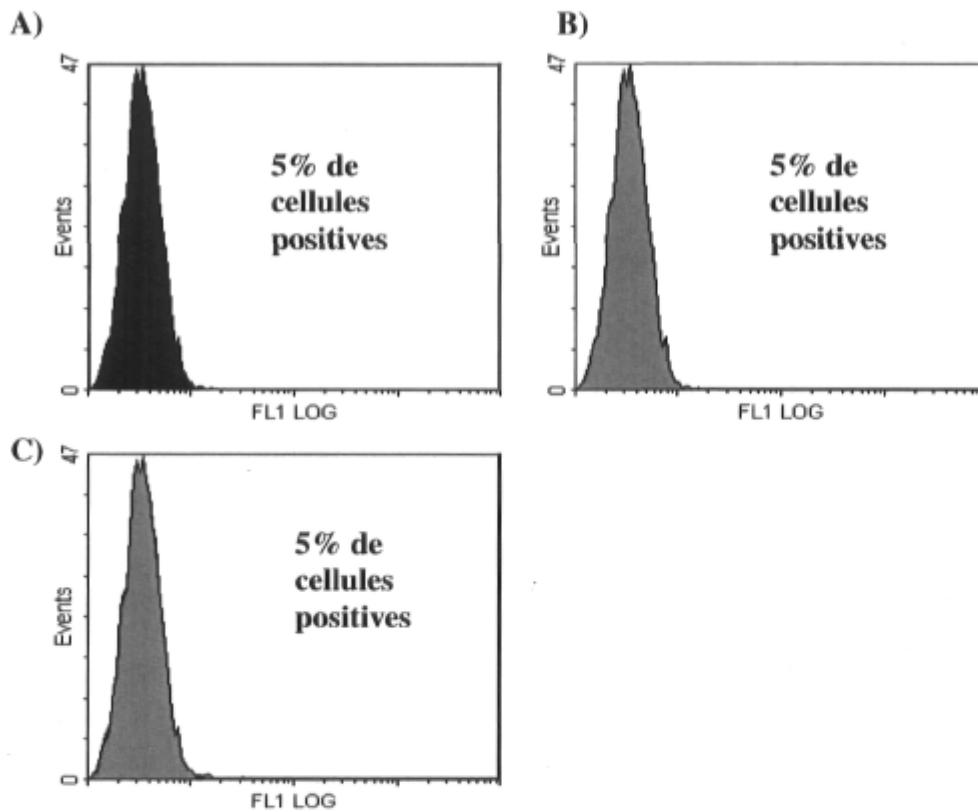 A)
47
Events
0
5% de
cellules
positives
FL1 LOG
B)
47
Events
0
5% de
cellules
positives
FL1 LOG
C)
47
Events
0
5% de
cellules
positives
FL1 LOG